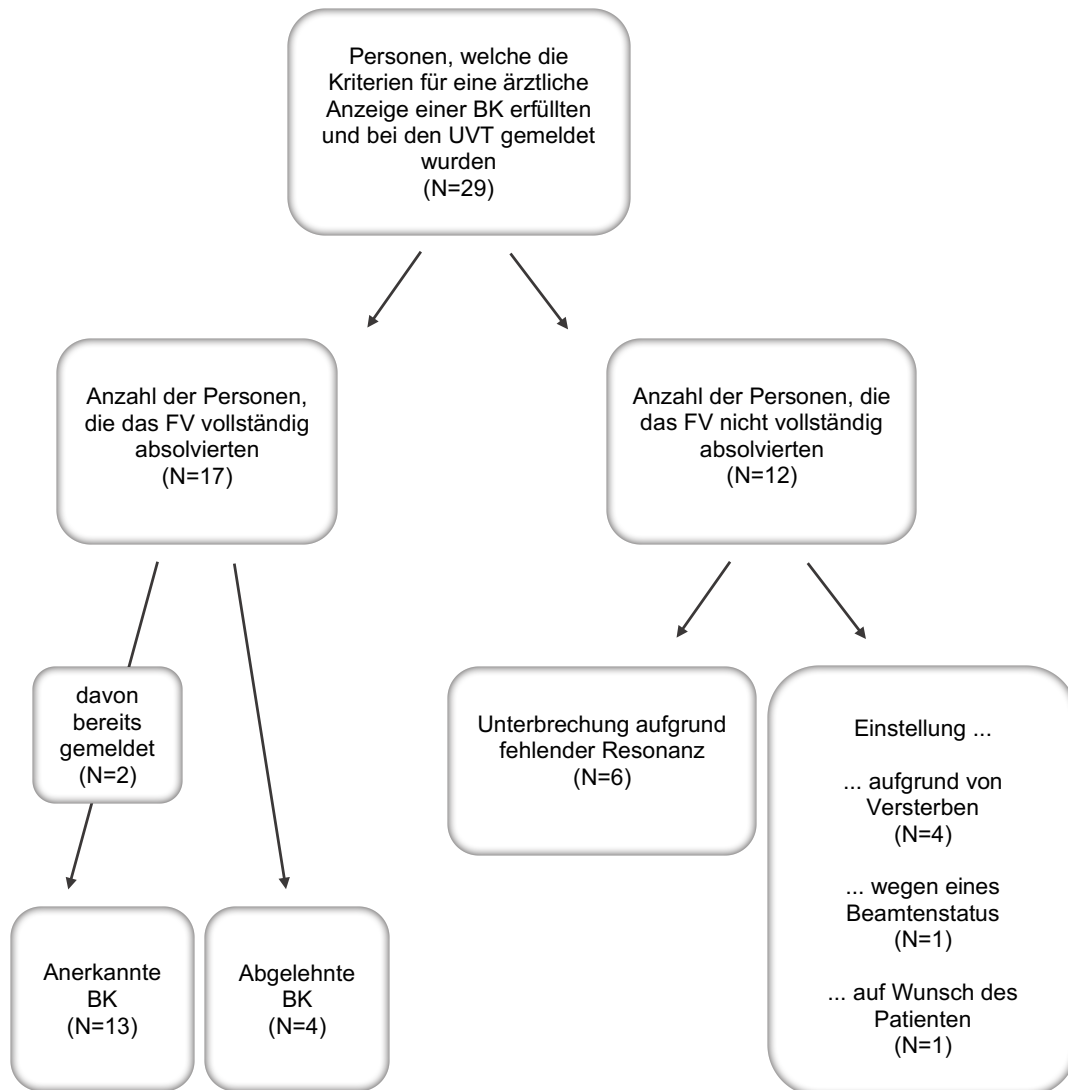 Personen, welche die
Kriterien für eine ärztliche
Anzeige einer BK erfüllten
und bei den UVT gemeldet
wurden
(N=29)
Anzahl der Personen,
die das FV vollständig
absolvierten
(N=17)
Anzahl der Personen, die
das FV nicht vollständig
absolvierten
(N=12)
davon
bereits
gemeldet
(N=2)
Unterbrechung aufgrund
fehlender Resonanz
(N=6)
Einstellung ...
... aufgrund von
Versterben
(N=4)
... wegen eines
Beamtenstatus
(N=1)
... auf Wunsch des
Patienten
(N=1)
Anerkannte
BK
(N=13)
Abgelehnte
BK
(N=4)